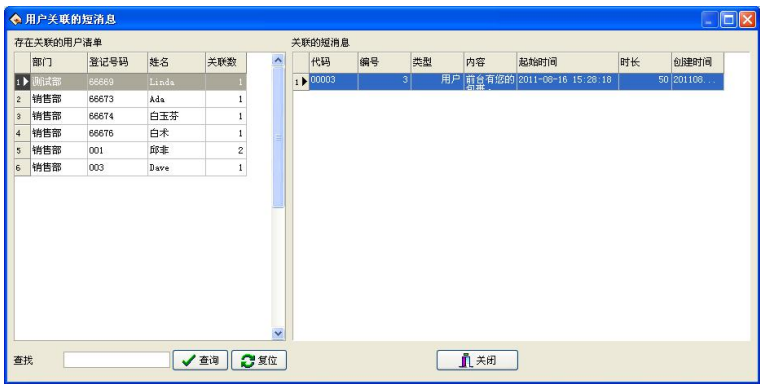 用户关联的短消息
存在关联的用户清单
部门 登记号码 姓名 关联数
1 测试部 66669 Linda 1
2 销售部 66673 Ada 1
3 销售部 66674 白玉芬 1
4 销售部 66676 白术 1
5 销售部 001 邱非 2
6 销售部 003 Dave 1
关联的短消息
代码 编号 类型 内容 起始时间 时长 创建时间
1 00003 3 用户 前台有您的 2011-08-16 15:28:18 50 201108...
查找 查询 复位 关闭